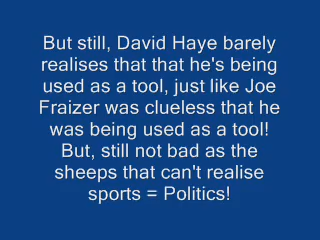 But still, David Haye barely
realises that that he's being
used as a tool, just like Joe
Fraizer was clueless that he
was being used as a tool!
But, still not bad as the
sheeps that can't realise
sports = Politics!